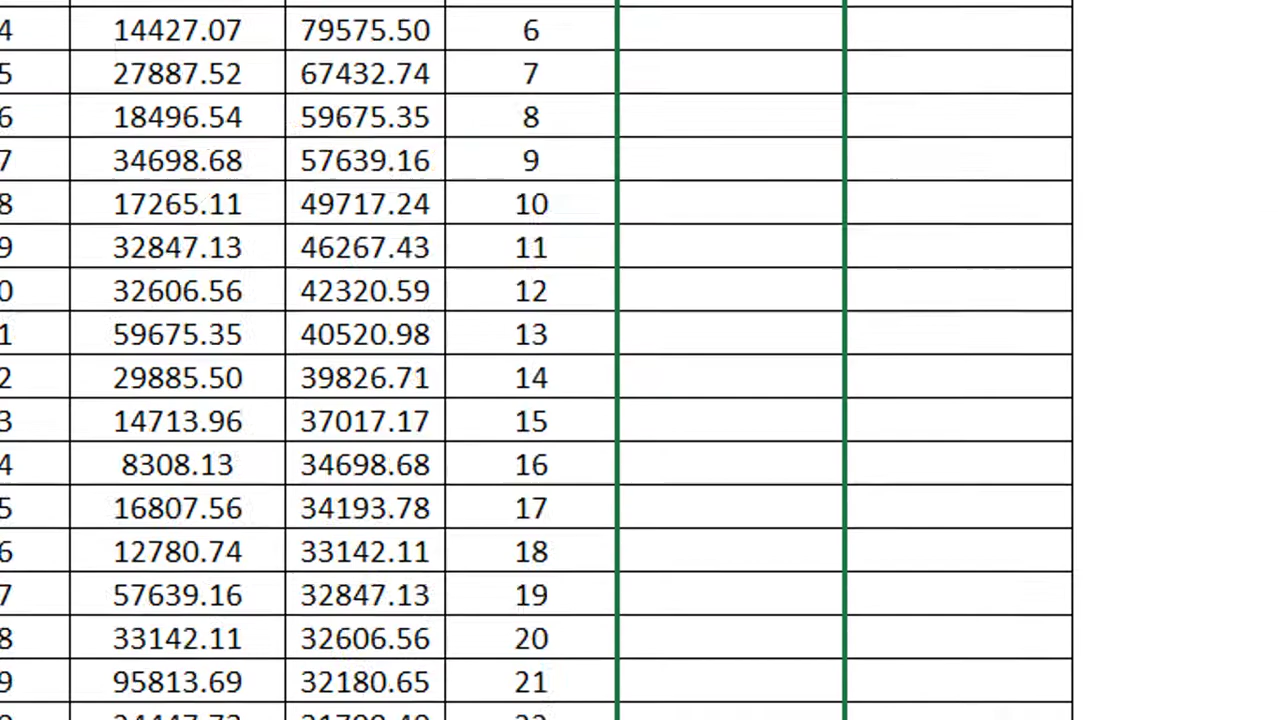 4 14427.07 79575.50 6
5 27887.52 67432.74 7
6 18496.54 59675.35 8
7 34698.68 57639.16 9
8 17265.11 49717.24 10
9 32847.13 46267.43 11
0 32606.56 42320.59 12
1 59675.35 40520.98 13
2 29885.50 39826.71 14
3 14713.96 37017.17 15
4 8308.13 34698.68 16
5 16807.56 34193.78 17
6 12780.74 33142.11 18
7 57639.16 32847.13 19
8 33142.11 32606.56 20
9 95813.69 32180.65 21